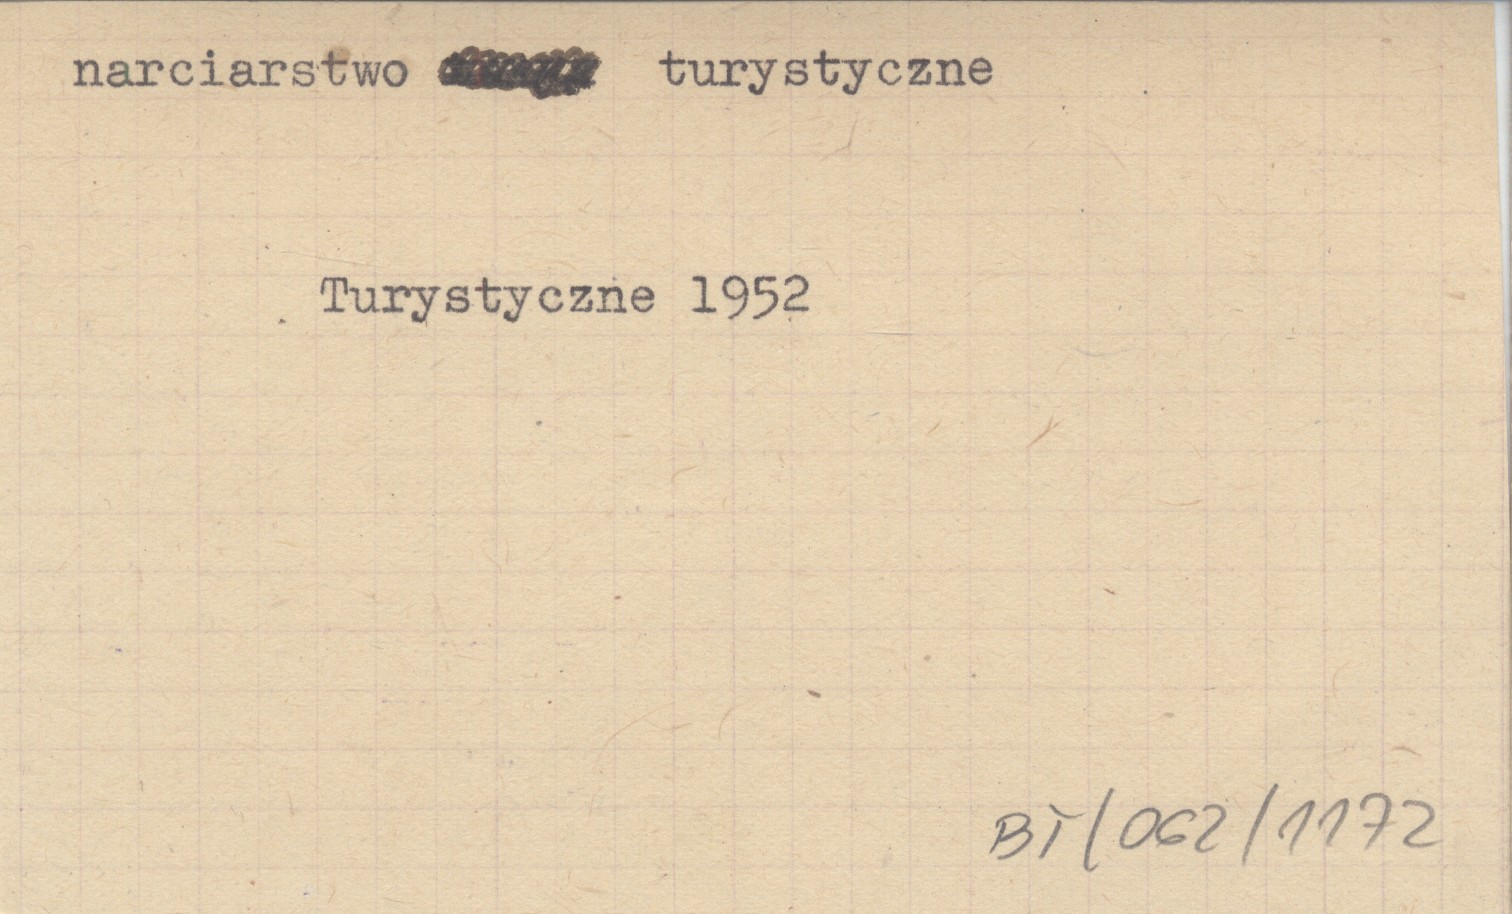 narciarstwo turystyczne
Turystyczne 1952
BT/062/1172